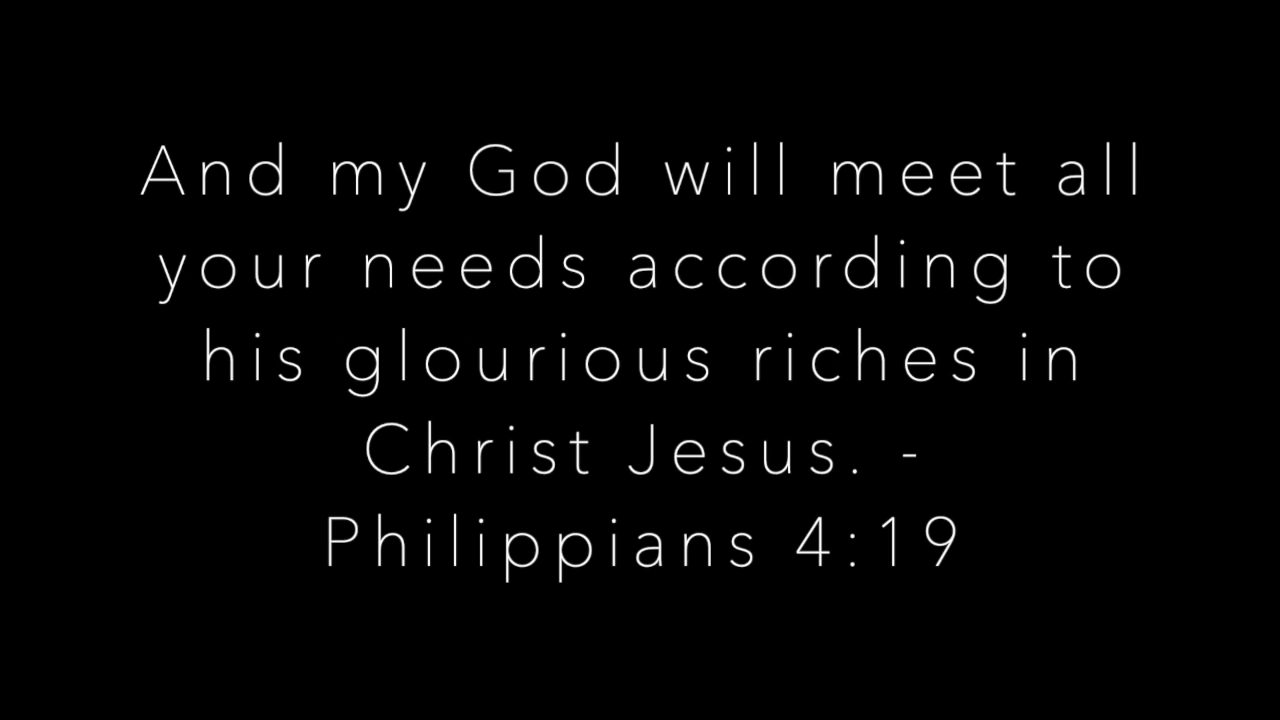 And my God will meet all
your needs according to
his glourious riches in
Christ Jesus. -
Philippians 4:19